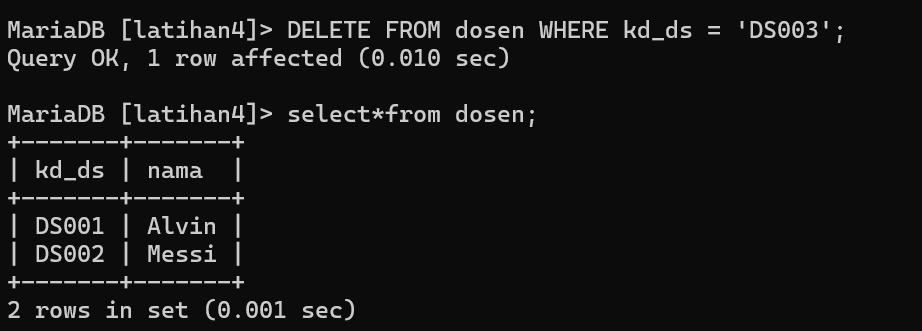 MariaDB [latihan4]> DELETE FROM dosen WHERE kd_ds = 'DS003';
Query OK, 1 row affected (0.010 sec)
MariaDB [latihan4]> select*from dosen;
+-------+-------+
| kd_ds | nama  |
+-------+-------+
| DS001 | Alvin |
| DS002 | Messi |
+-------+-------+
2 rows in set (0.001 sec)